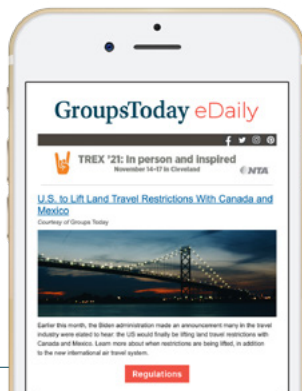 GroupsToday eDaily
TREX '21: In person and inspired
November 14–17 in Cleveland
NTA
U.S. to Lift Land Travel Restrictions With Canada and
Mexico
Courtesy of Groups Today
Earlier this month, the Biden administration made an announcement many in the travel
industry were elated to hear: the US would finally be lifting land travel restrictions with
Canada and Mexico. Learn more about when restrictions are being lifted, in addition
to the new international air travel system.
Regulations